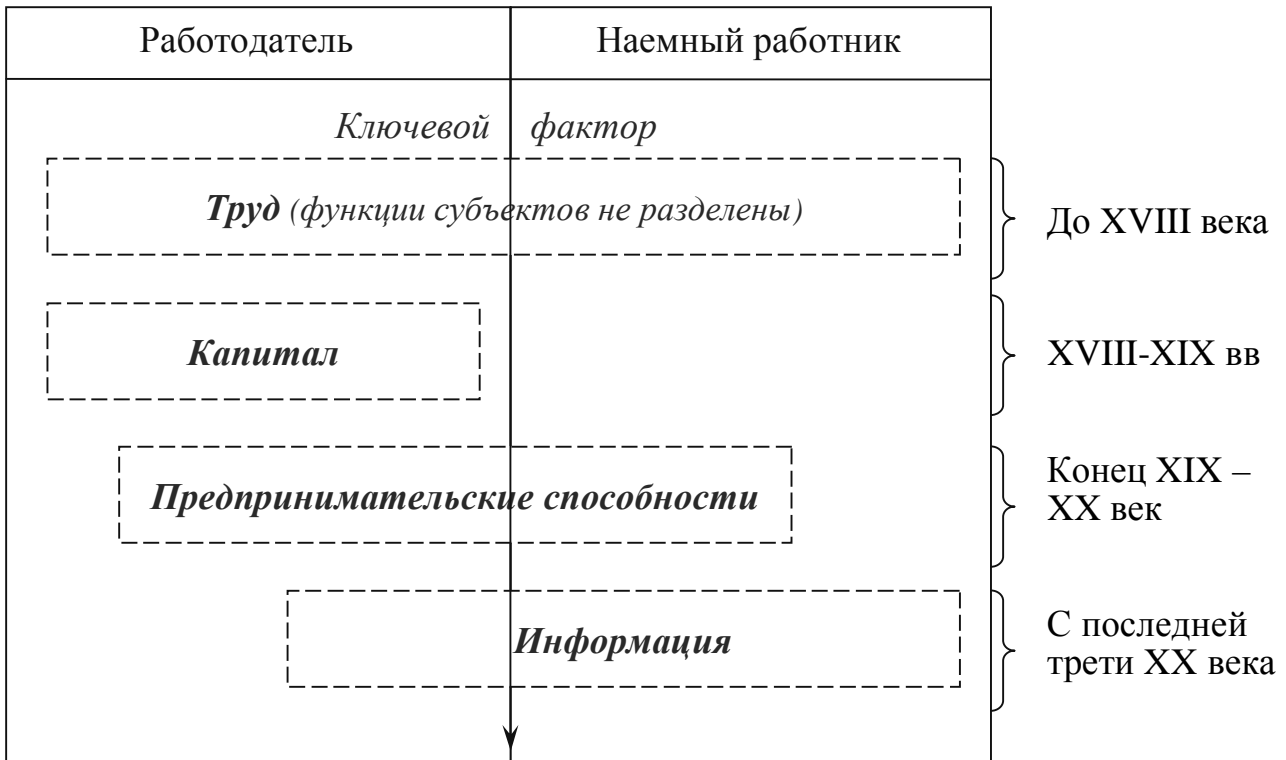 Работодатель
Наемный работник
Ключевой фактор
Труд (функции субъектов не разделены)
До XVIII века
Капитал
XVIII-XIX вв
Предпринимательские способности
Конец XIX –
XX век
Информация
С последней
трети XX века